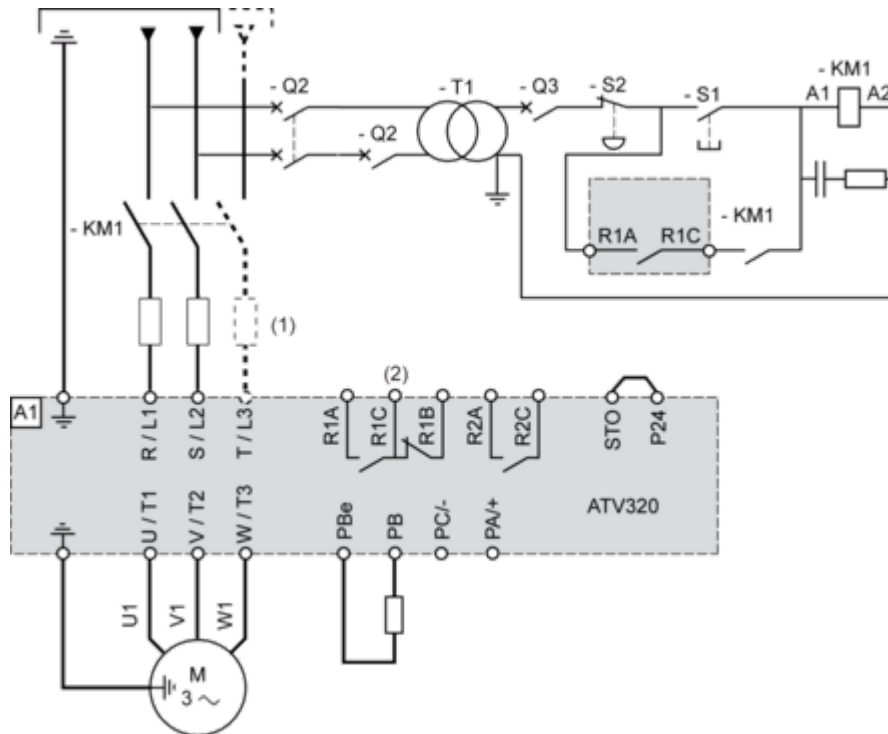 - Q2
- T1
- Q3
- S2
- S1
- KM1
A1
A2
- Q2
- KM1
R1A
R1C
- KM1
(1)
(2)
A1
R / L1
S / L2
T / L3
R1A
R1C
R1B
R2A
R2C
STO
P24
ATV320
U / T1
V / T2
W / T3
PBe
PB
PC/-
PA/+
U1
V1
W1
M
3 ~